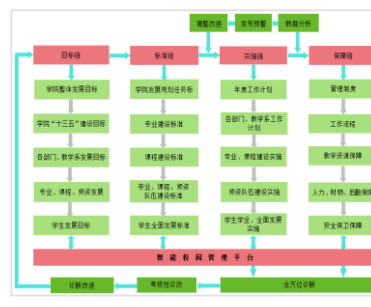 调整改进 发布预警 数据分析
目标链 标准链 实施链 保障链
学院整体发展目标 学院发展规划任务标 年度工作计划 管理制度
学院“十三五”建设目标 专业建设标准 各部门、教学系工作
计划 工作流程
各部门、教学系发展目标 课程建设标准 专业、课程建设实施 教学资源保障
专业、课程、师资发展 专业、课程、师资
队伍建设标准 师资队伍建设实施 人力、财物、后勤保障
学生发展目标 学生全面发展标准 学生学业、全面发展
实施 安全保卫保障
智能校园管理平台
诊断改进 考核性诊改 全方位诊断